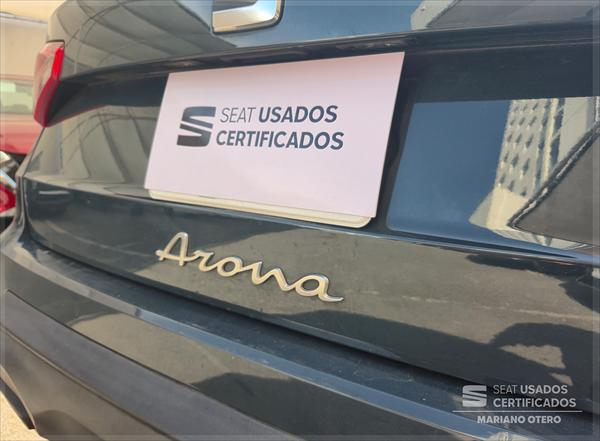 SEAT USADOS
CERTIFICADOS
Arona
SEAT USADOS
CERTIFICADOS
MARIANO OTERO